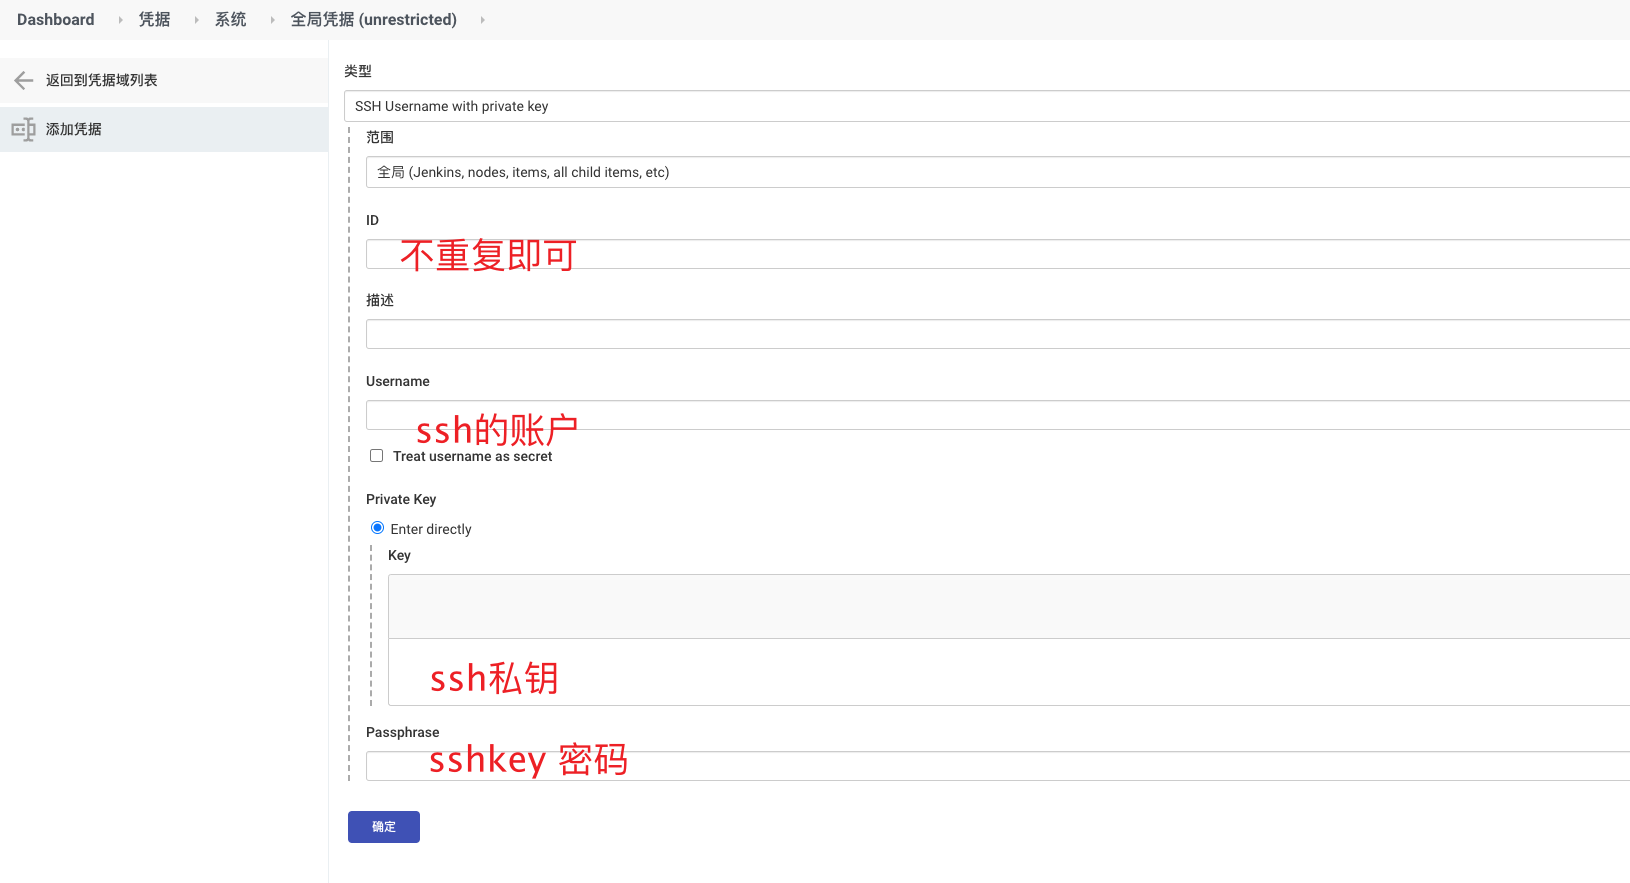 Dashboard 凭据 系统 全局凭据 (unrestricted)
返回到凭据域列表
添加凭据
类型
SSH Username with private key
范围
全局 (Jenkins, nodes, items, all child items, etc)
ID
不重复即可
描述
Username
ssh的账户
Treat username as secret
Private Key
Enter directly
Key
ssh私钥
Passphrase
sshkey 密码
确定